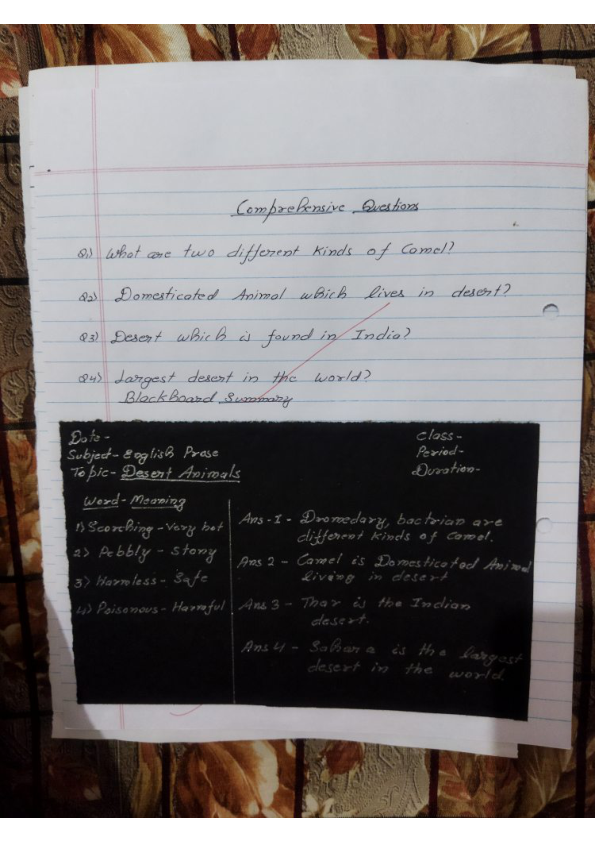 Comprehensive Questions
Q1) What are two different kinds of Camel?
Q2) Domesticated Animal which lives in desert?
Q3) Desert which is found in India?
Q4) Largest desert in the world?
Blackboard Summary
Date-
Subject- English Prose
Topic- Desert Animals
Class-
Period-
Duration-
Word- Meaning
1) Scorching - Very hot
2) Pebbly - Stony
3) Harmless - Safe
4) Poisonous - Harmful
Ans-1- Dromedary, bactrian are
different kinds of Camel.
Ans 2 - Camel is Domesticated Animal
living in desert
Ans 3 - Thar is the Indian
desert.
Ans 4 - Sahara is the largest
desert in the world